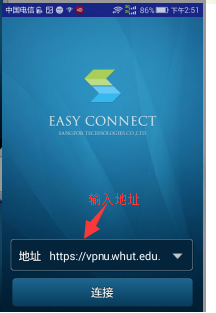 中国电信 86% 下午2:51
EASY CONNECT
SANGFOR TECHNOLOGIES CO.,LTD
输入地址
地址 https://vpnu.whut.edu.
连接